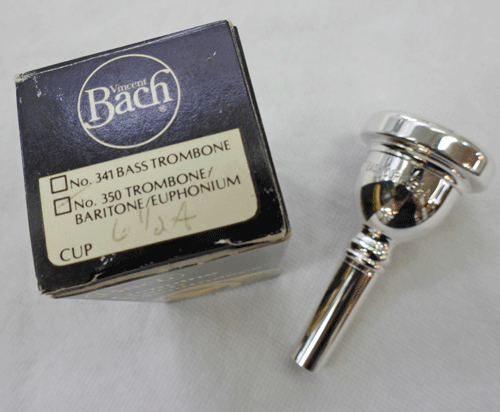 Vincent
Bach®
No. 341 BASS TROMBONE
No. 350 TROMBONE/
BARITONE/EUPHONIUM
6 1/2 A
CUP